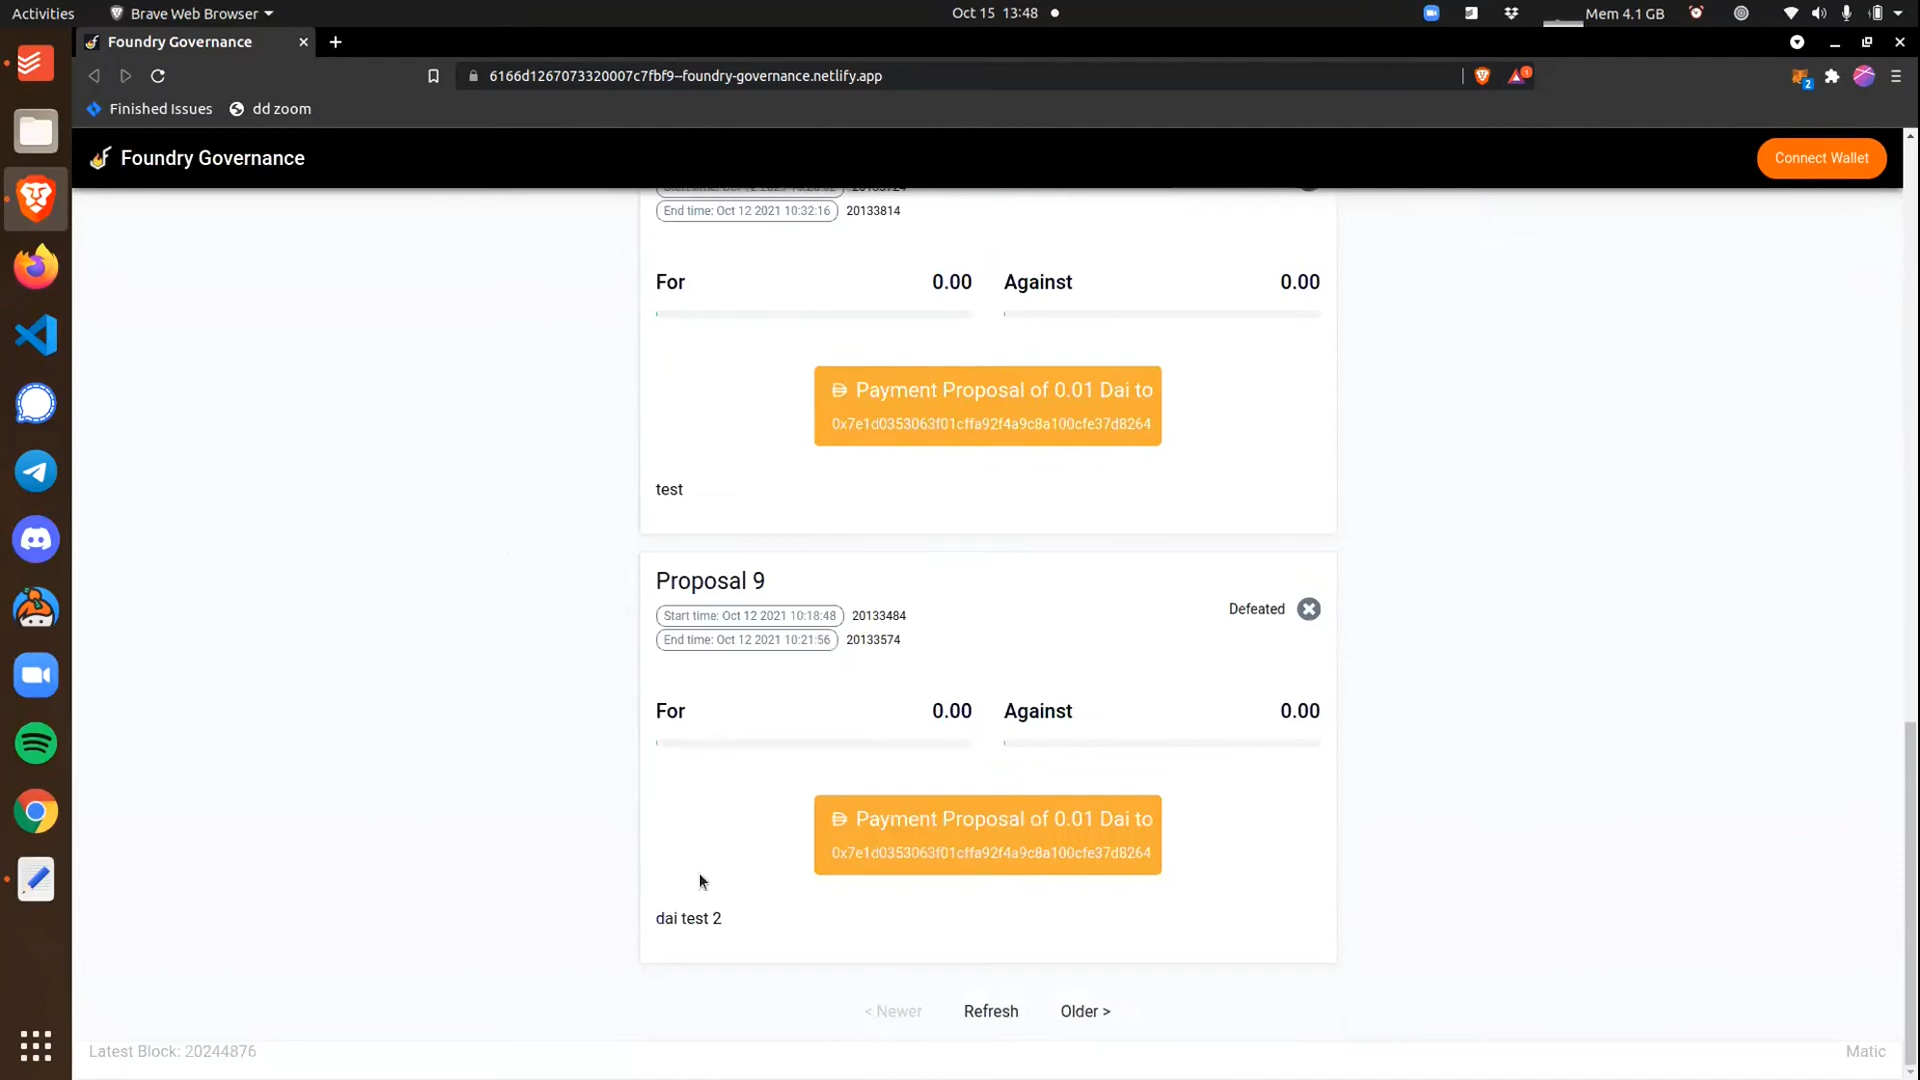 Activities
Brave Web Browser
Oct 15 13:48
Mem 4.1 GB
Foundry Governance
6166d1267073320007c7fbf9--foundry-governance.netlify.app
1
2
Finished Issues
dd zoom
Foundry Governance
Connect Wallet
End time: Oct 12 2021 10:32:16 20133814
For 0.00 Against 0.00
Payment Proposal of 0.01 Dai to
0x7e1d0353063f01cffa92f4a9c8a100cfe37d8264
test
Proposal 9
Start time: Oct 12 2021 10:18:48 20133484
Defeated
End time: Oct 12 2021 10:21:56 20133574
For 0.00 Against 0.00
Payment Proposal of 0.01 Dai to
0x7e1d0353063f01cffa92f4a9c8a100cfe37d8264
dai test 2
< Newer Refresh Older >
Latest Block: 20244876
Matic